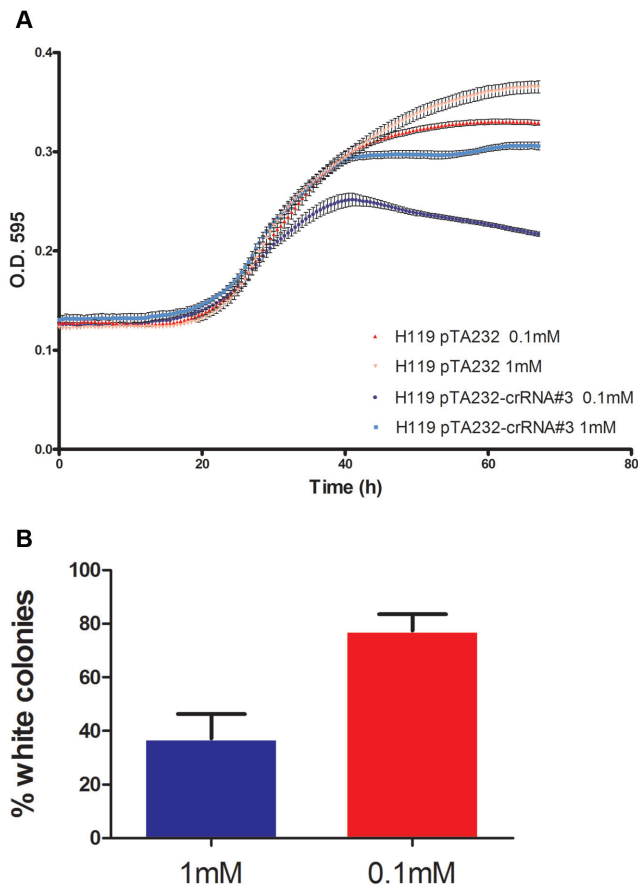 A
O.D. 595
0.4
0.3
0.2
0.1
0.0
0
20
40
60
80
Time (h)
H119 pTA232 0.1mM
H119 pTA232 1mM
H119 pTA232-crRNA#3 0.1mM
H119 pTA232-crRNA#3 1mM
B
% white colonies
100
80
60
40
20
0
1mM
0.1mM